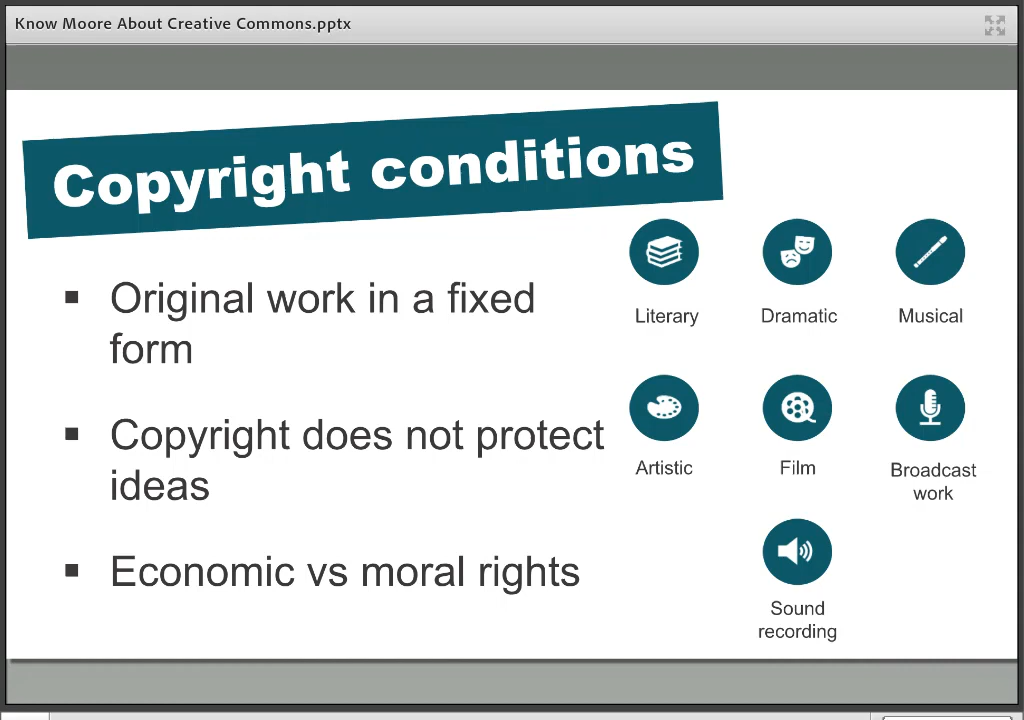 Know Moore About Creative Commons.pptx
Copyright conditions
▪ Original work in a fixed
form
▪ Copyright does not protect
ideas
▪ Economic vs moral rights
Literary
Dramatic
Musical
Artistic
Film
Broadcast
work
Sound
recording